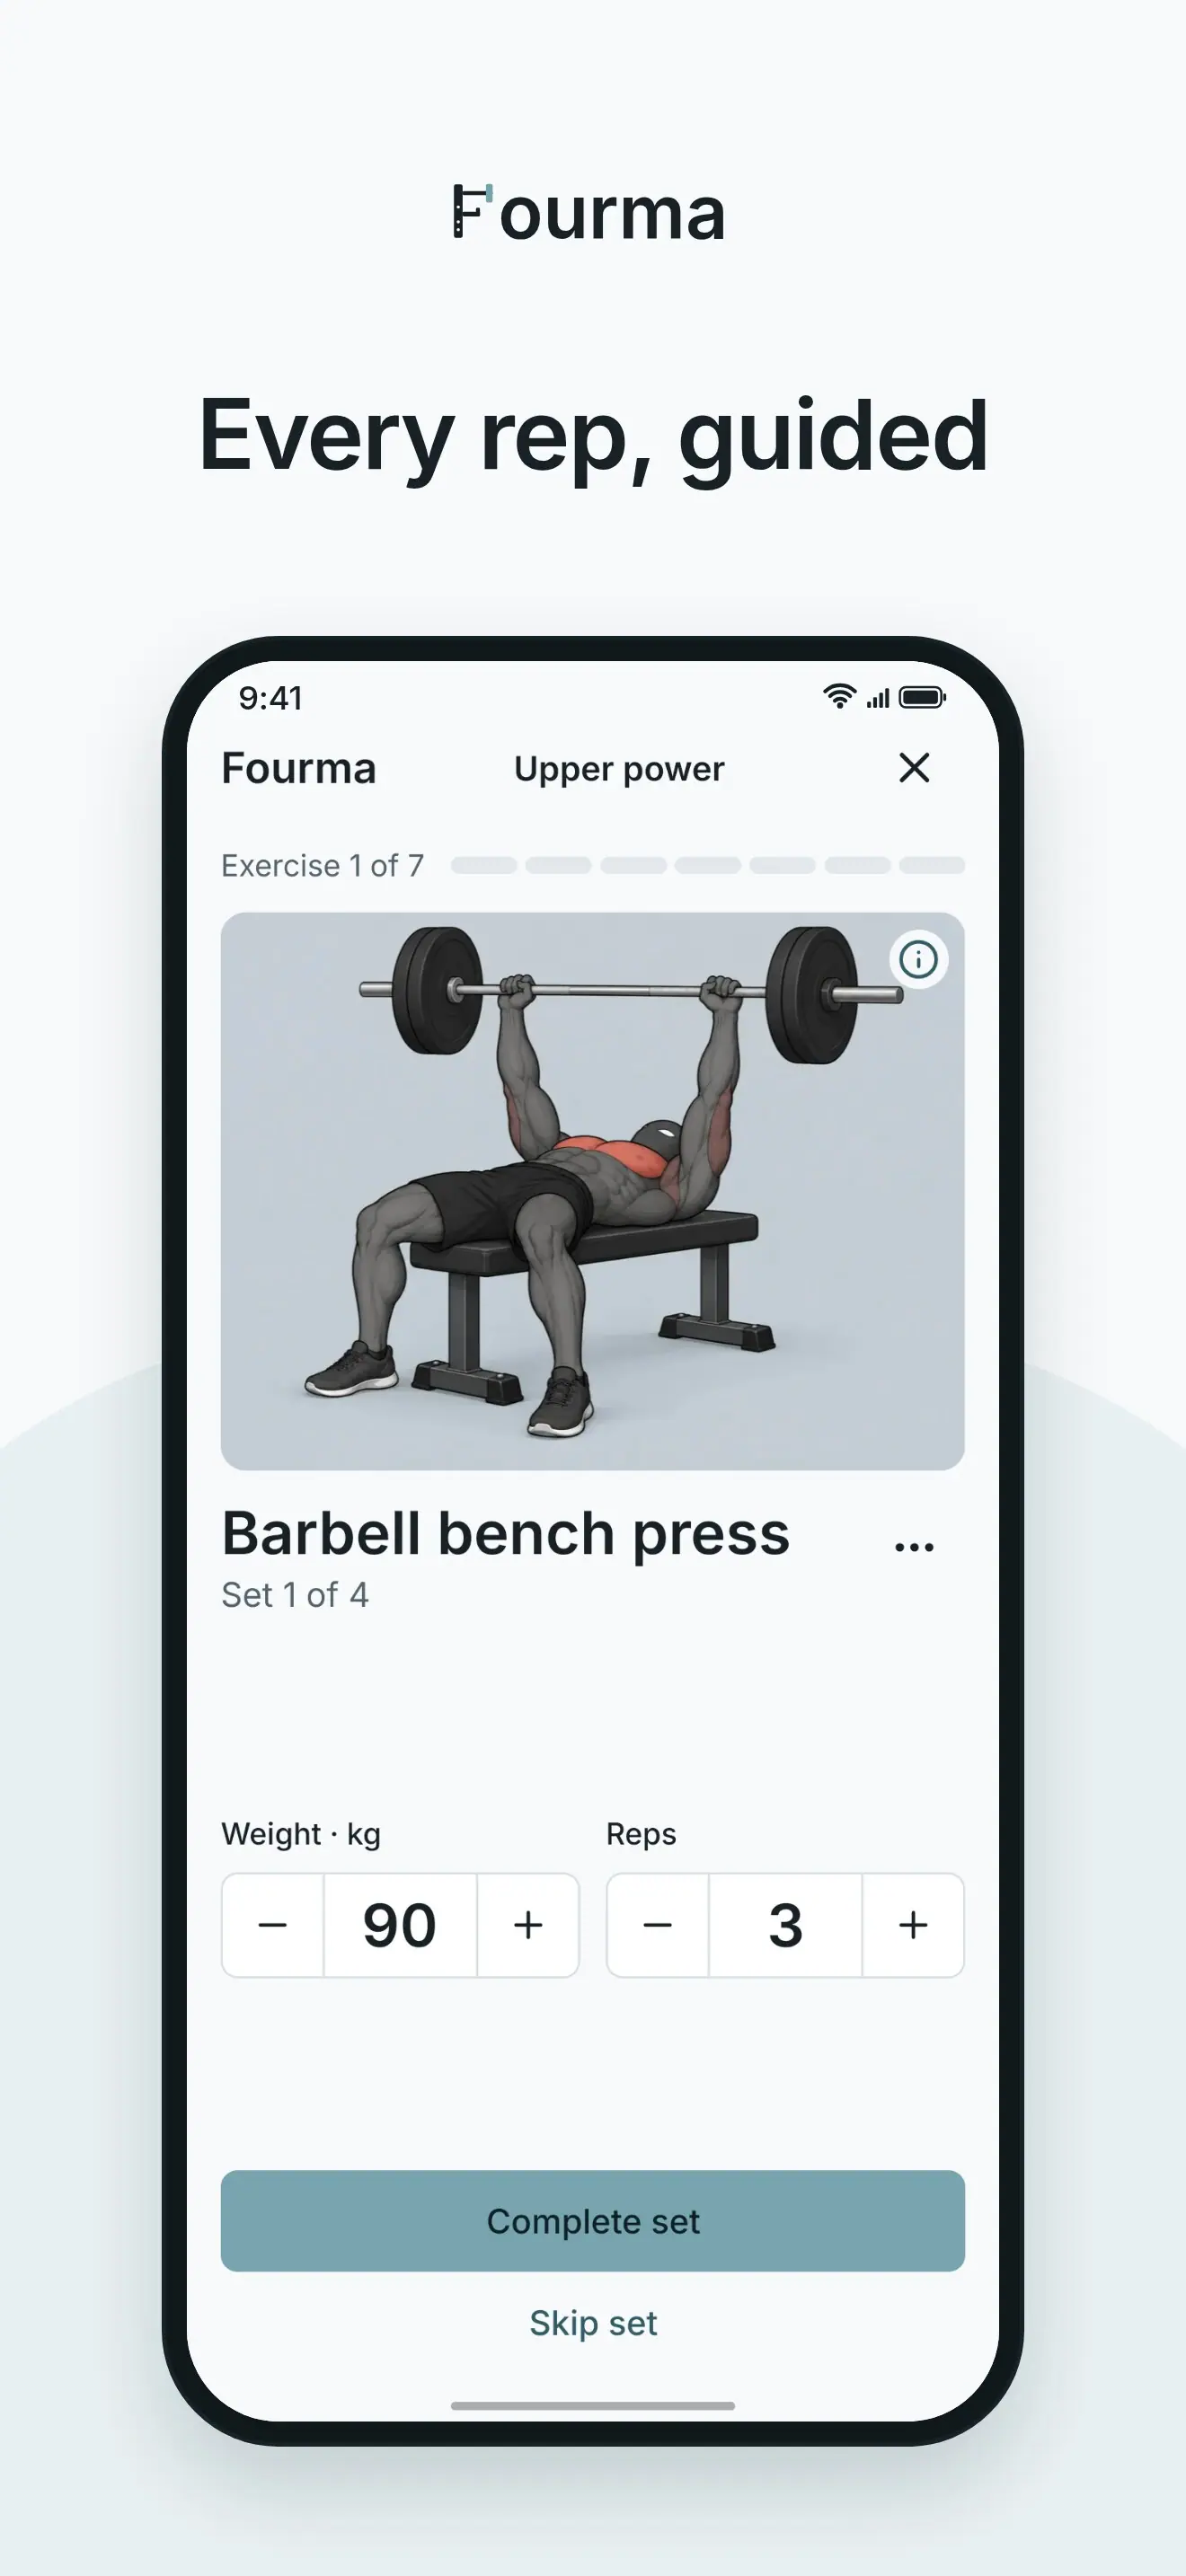 Fourma
Every rep, guided
9:41
Fourma
Upper power
Exercise 1 of 7
Barbell bench press
...
Set 1 of 4
Weight · kg
Reps
− 90 +
− 3 +
Complete set
Skip set